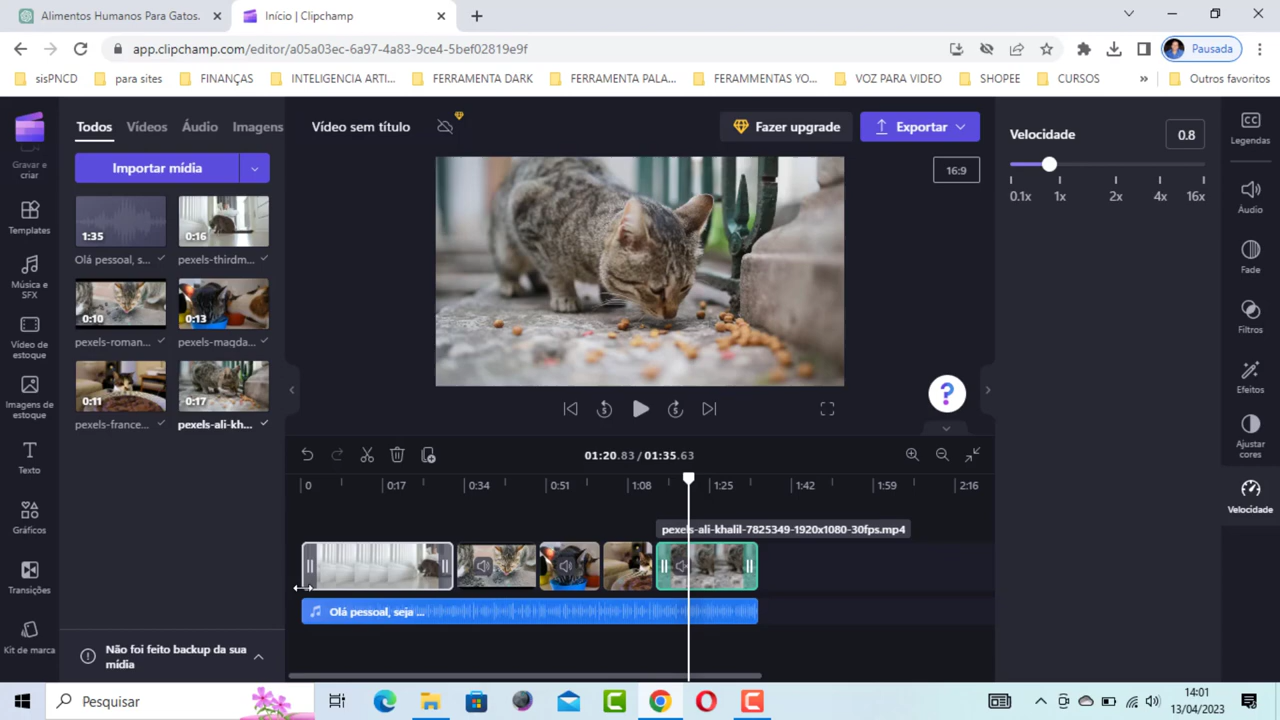 Alimentos Humanos Para Gatos.
Início | Clipchamp
app.clipchamp.com/editor/a05a03ec-6a97-4a83-9ce4-5bef02819e9f
Pausada
sisPNCD
para sites
FINANÇAS
INTELIGENCIA ARTI...
FERRAMENTA DARK
FERRAMENTA PALA...
FERAMMENTAS YO...
VOZ PARA VIDEO
SHOPEE
CURSOS
»
Outros favoritos
Gravar e
criar
Templates
Música e
SFX
Vídeo de
estoque
Imagens de
estoque
Texto
Gráficos
Transições
Kit de marca
Todos
Vídeos
Áudio
Imagens
Importar mídia
1:35
0:16
Olá pessoal, s...
pexels-thirdm...
0:10
0:13
pexels-roman...
pexels-maqda...
0:11
0:17
pexels-france...
pexels-ali-kh...
Não foi feito backup da sua
mídia
Vídeo sem título
Fazer upgrade
Exportar
16:9
5
5
?
01:20.83 / 01:35.63
0
0:17
0:34
0:51
1:08
1:25
1:42
1:59
2:16
pexels-ali-khalil-7825349-1920x1080-30fps.mp4
Olá pessoal, seja ...
Velocidade
0.8
0.1x
1x
2x
4x
16x
CC
Legendas
Áudio
Fade
Filtros
Efeitos
Ajustar
cores
Velocidade
Pesquisar
14:01
13/04/2023